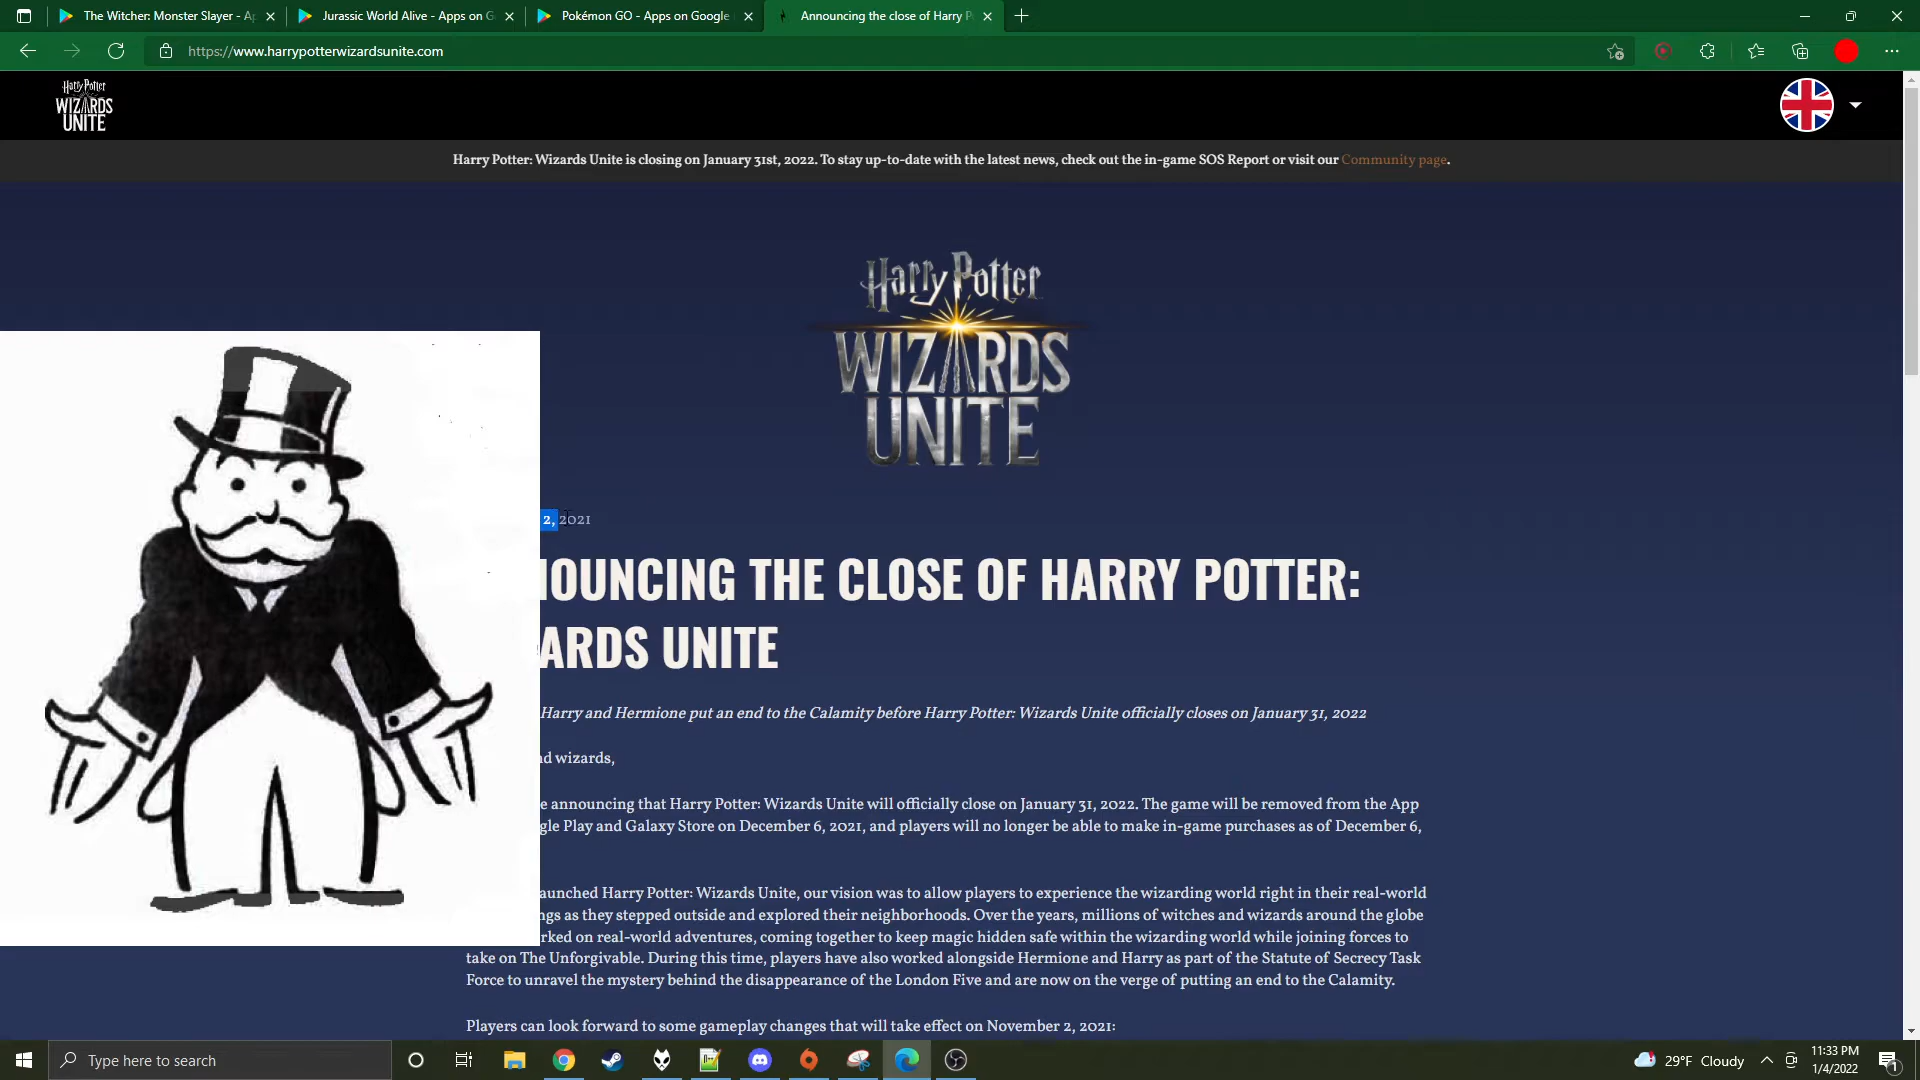 The Witcher: Monster Slayer - Ap
Jurassic World Alive - Apps on G
Pokémon GO - Apps on Google
Announcing the close of Harry P
https://www.harrypotterwizardsunite.com
Harry Potter
WIZARDS
UNITE
Harry Potter: Wizards Unite is closing on January 31st, 2022. To stay up-to-date with the latest news, check out the in-game SOS Report or visit our Community page.
Harry Potter
WIZARDS
UNITE
2, 2021
OUNCING THE CLOSE OF HARRY POTTER:
ARDS UNITE
Harry and Hermione put an end to the Calamity before Harry Potter: Wizards Unite officially closes on January 31, 2022
nd wizards,
e announcing that Harry Potter: Wizards Unite will officially close on January 31, 2022. The game will be removed from the App
gle Play and Galaxy Store on December 6, 2021, and players will no longer be able to make in-game purchases as of December 6,
aunched Harry Potter: Wizards Unite, our vision was to allow players to experience the wizarding world right in their real-world
ngs as they stepped outside and explored their neighborhoods. Over the years, millions of witches and wizards around the globe
rked on real-world adventures, coming together to keep magic hidden safe within the wizarding world while joining forces to
take on The Unforgivable. During this time, players have also worked alongside Hermione and Harry as part of the Statute of Secrecy Task
Force to unravel the mystery behind the disappearance of the London Five and are now on the verge of putting an end to the Calamity.
Players can look forward to some gameplay changes that will take effect on November 2, 2021:
Type here to search
29°F Cloudy
11:33 PM
1/4/2022
1